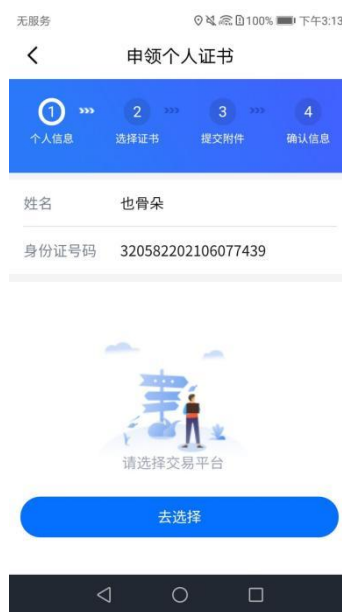 无服务 100% 下午3:13
申领个人证书
1 2 3 4
个人信息 选择证书 提交附件 确认信息
姓名 也骨朵
身份证号码 320582202106077439
请选择交易平台
去选择